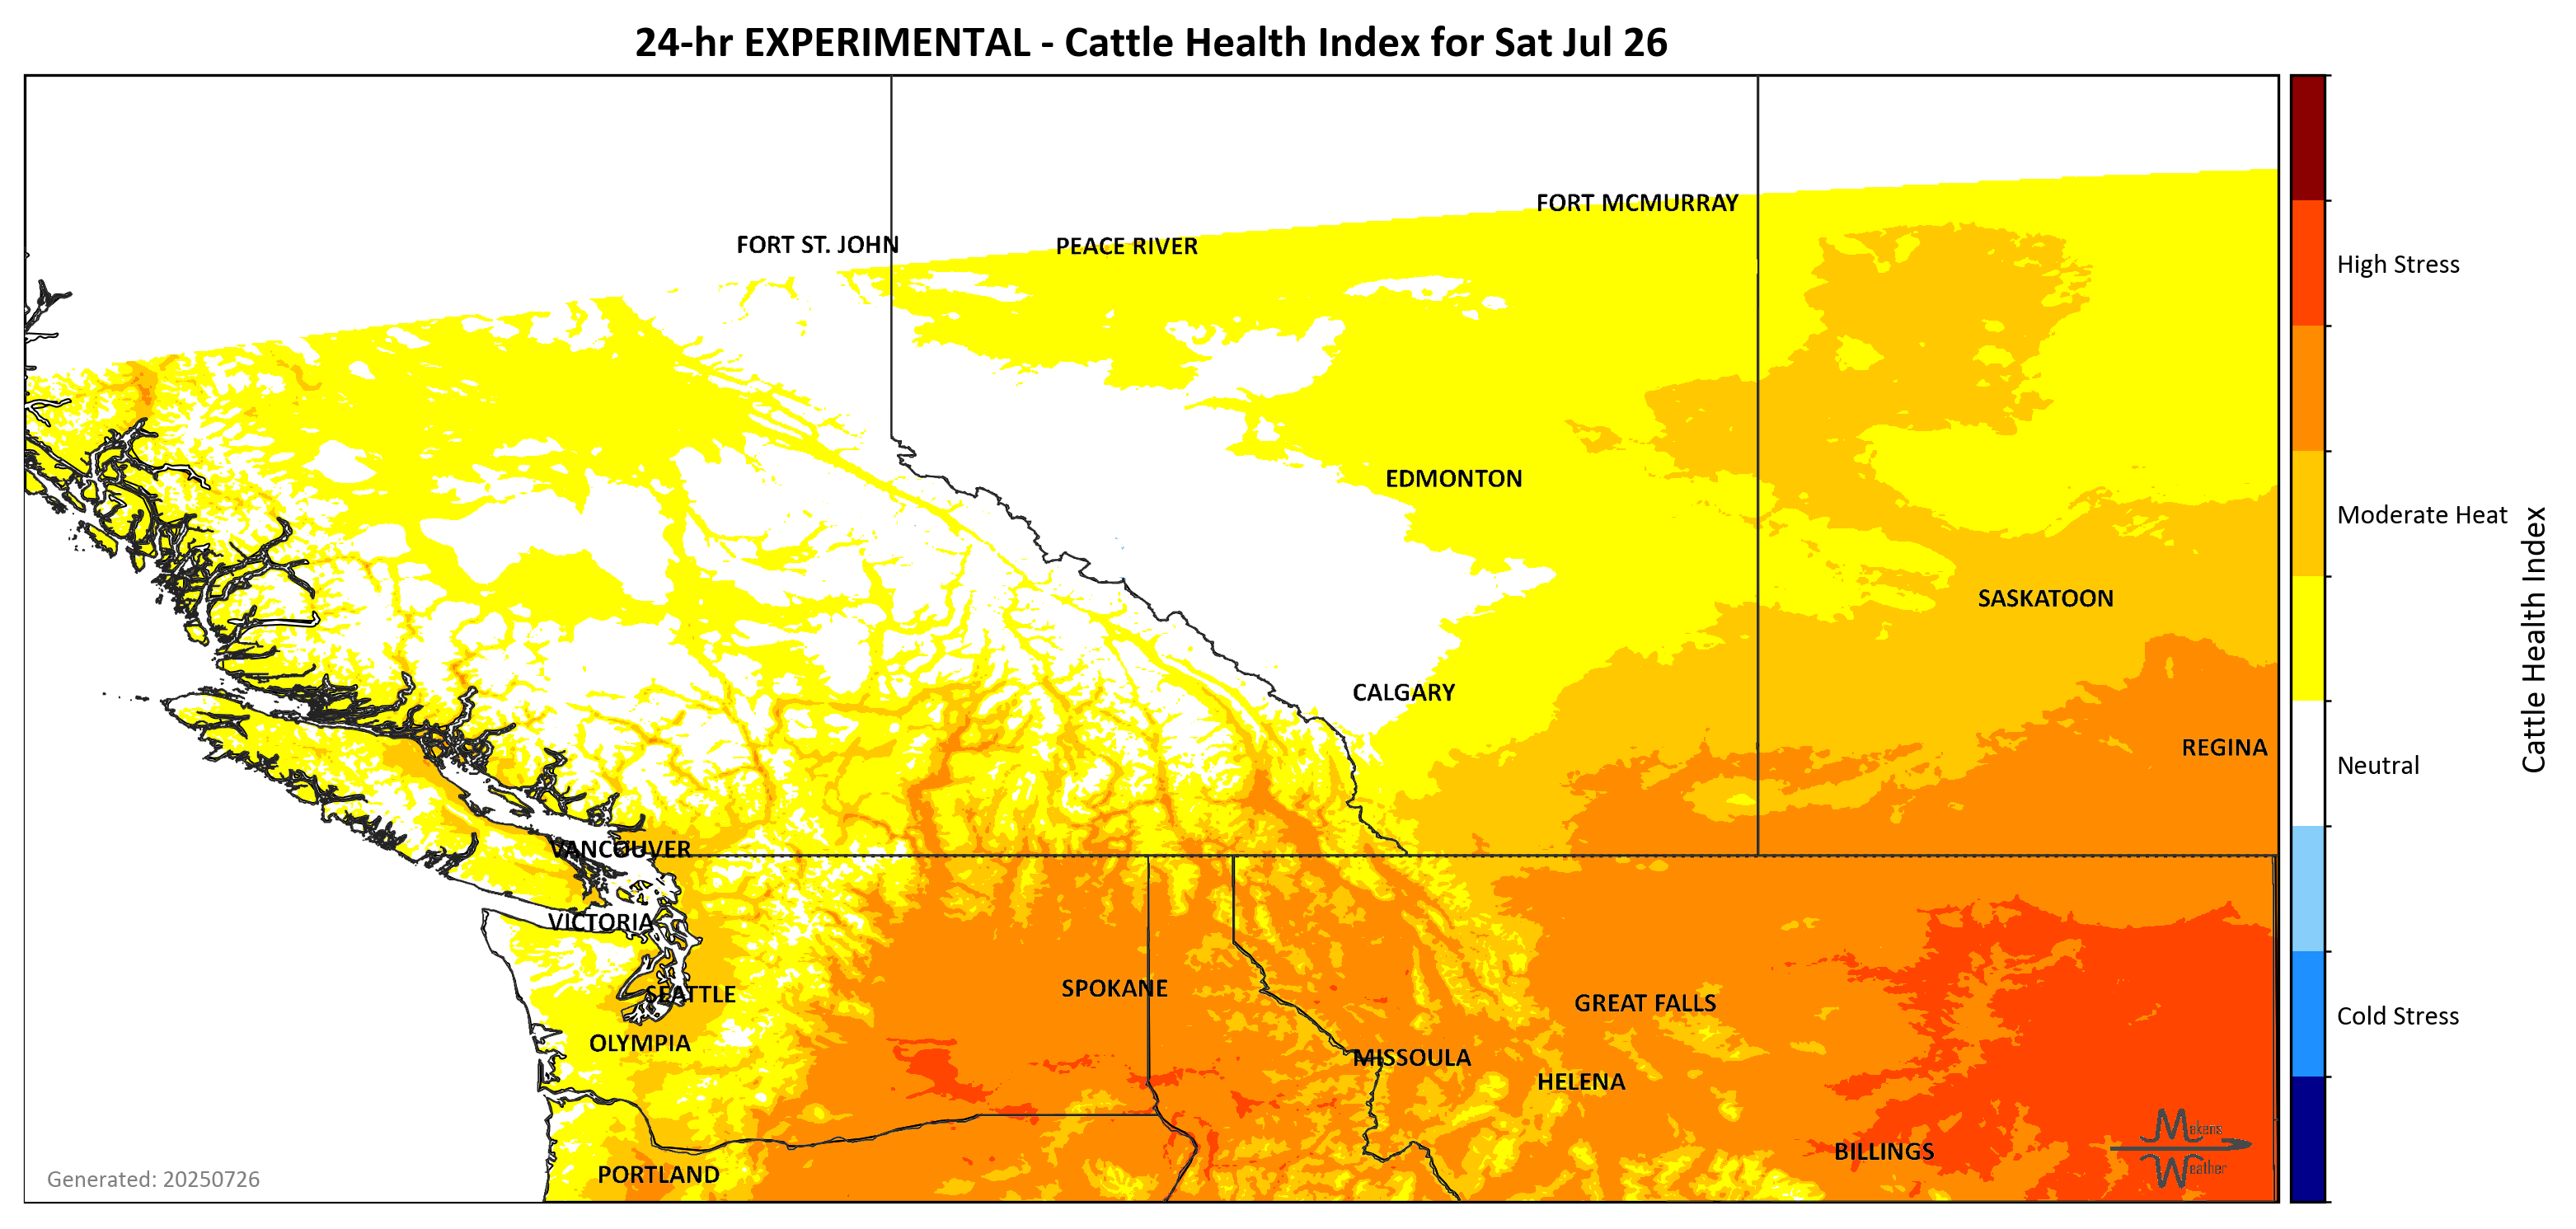 24-hr EXPERIMENTAL - Cattle Health Index for Sat Jul 26
FORT MCMURRAY
FORT ST. JOHN
PEACE RIVER
High Stress
EDMONTON
Moderate Heat
SASKATOON
CALGARY
REGINA
Neutral
Cattle Health Index
VANCOUVER
VICTORIA
SPOKANE
SEATTLE
GREAT FALLS
Cold Stress
OLYMPIA
MISSOULA
HELENA
BILLINGS
Makens
Weather
PORTLAND
Generated: 20250726